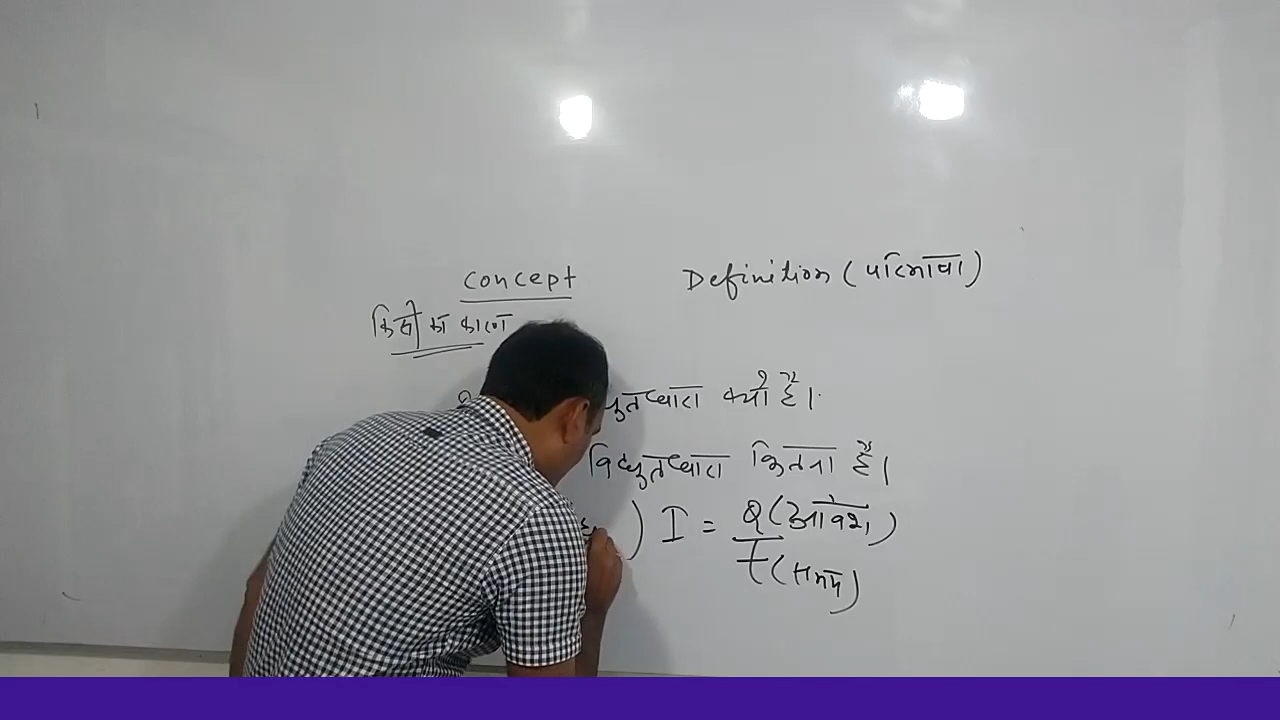 Concept Definition (परिभाषा)
किसी का कारण
विद्युतधारा क्यों है।
विद्युतधारा कितना है।
) I = Q (आवेश)
t (समय)